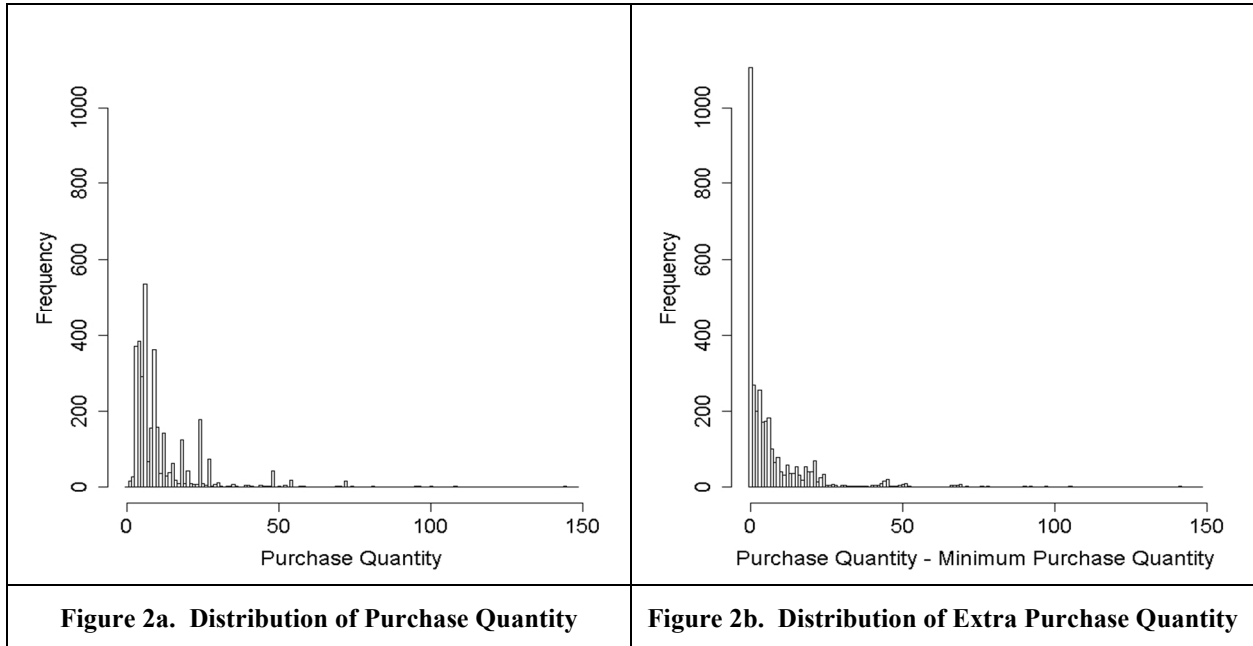 1000
800
600
400
200
0
Frequency
0 50 100 150
Purchase Quantity
Figure 2a. Distribution of Purchase Quantity
1000
800
600
400
200
0
Frequency
0 50 100 150
Purchase Quantity - Minimum Purchase Quantity
Figure 2b. Distribution of Extra Purchase Quantity